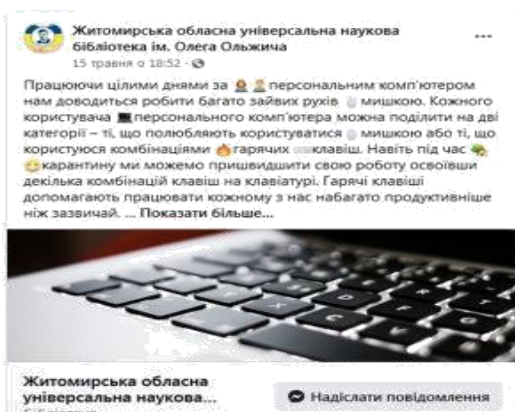 Житомирська обласна універсальна наукова
бібліотека ім. Олега Ольжича
15 травня о 18:52 ·
Працюючи цілими днями за персональним комп'ютером
нам доводиться робити багато зайвих рухів мишкою. Кожного
користувача персонального комп'ютера можна поділити на дві
категорії – ті, що полюбляють користуватися мишкою або ті, що
користуюся комбінаціями гарячих клавіш. Навіть під час
карантину ми можемо пришвидшити свою роботу освоївши
декілька комбінацій клавіш на клавіатурі. Гарячі клавіші
допомагають працювати кожному з нас набагато продуктивніше
ніж зазвичай. ... Показати більше...
Житомирська обласна
універсальна наукова...
Надіслати повідомлення